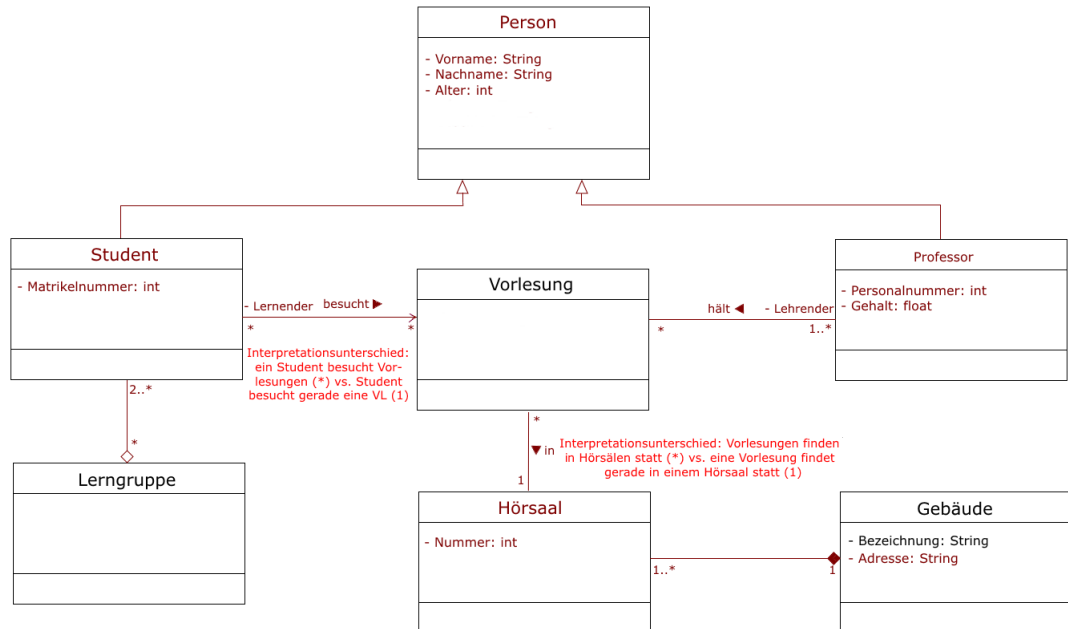 Person
- Vorname: String
- Nachname: String
- Alter: int
Student
- Matrikelnummer: int
- Lernender
besucht ▶
*
*
Interpretationsunterschied:
ein Student besucht Vor-
lesungen (*) vs. Student
besucht gerade eine VL (1)
Vorlesung
hält ◀
- Lehrender
*
1..*
Professor
- Personalnummer: int
- Gehalt: float
2..*
*
Lerngruppe
*
▼ in
1
Interpretationsunterschied: Vorlesungen finden
in Hörsälen statt (*) vs. eine Vorlesung findet
gerade in einem Hörsaal statt (1)
Hörsaal
- Nummer: int
1..*
1
Gebäude
- Bezeichnung: String
- Adresse: String